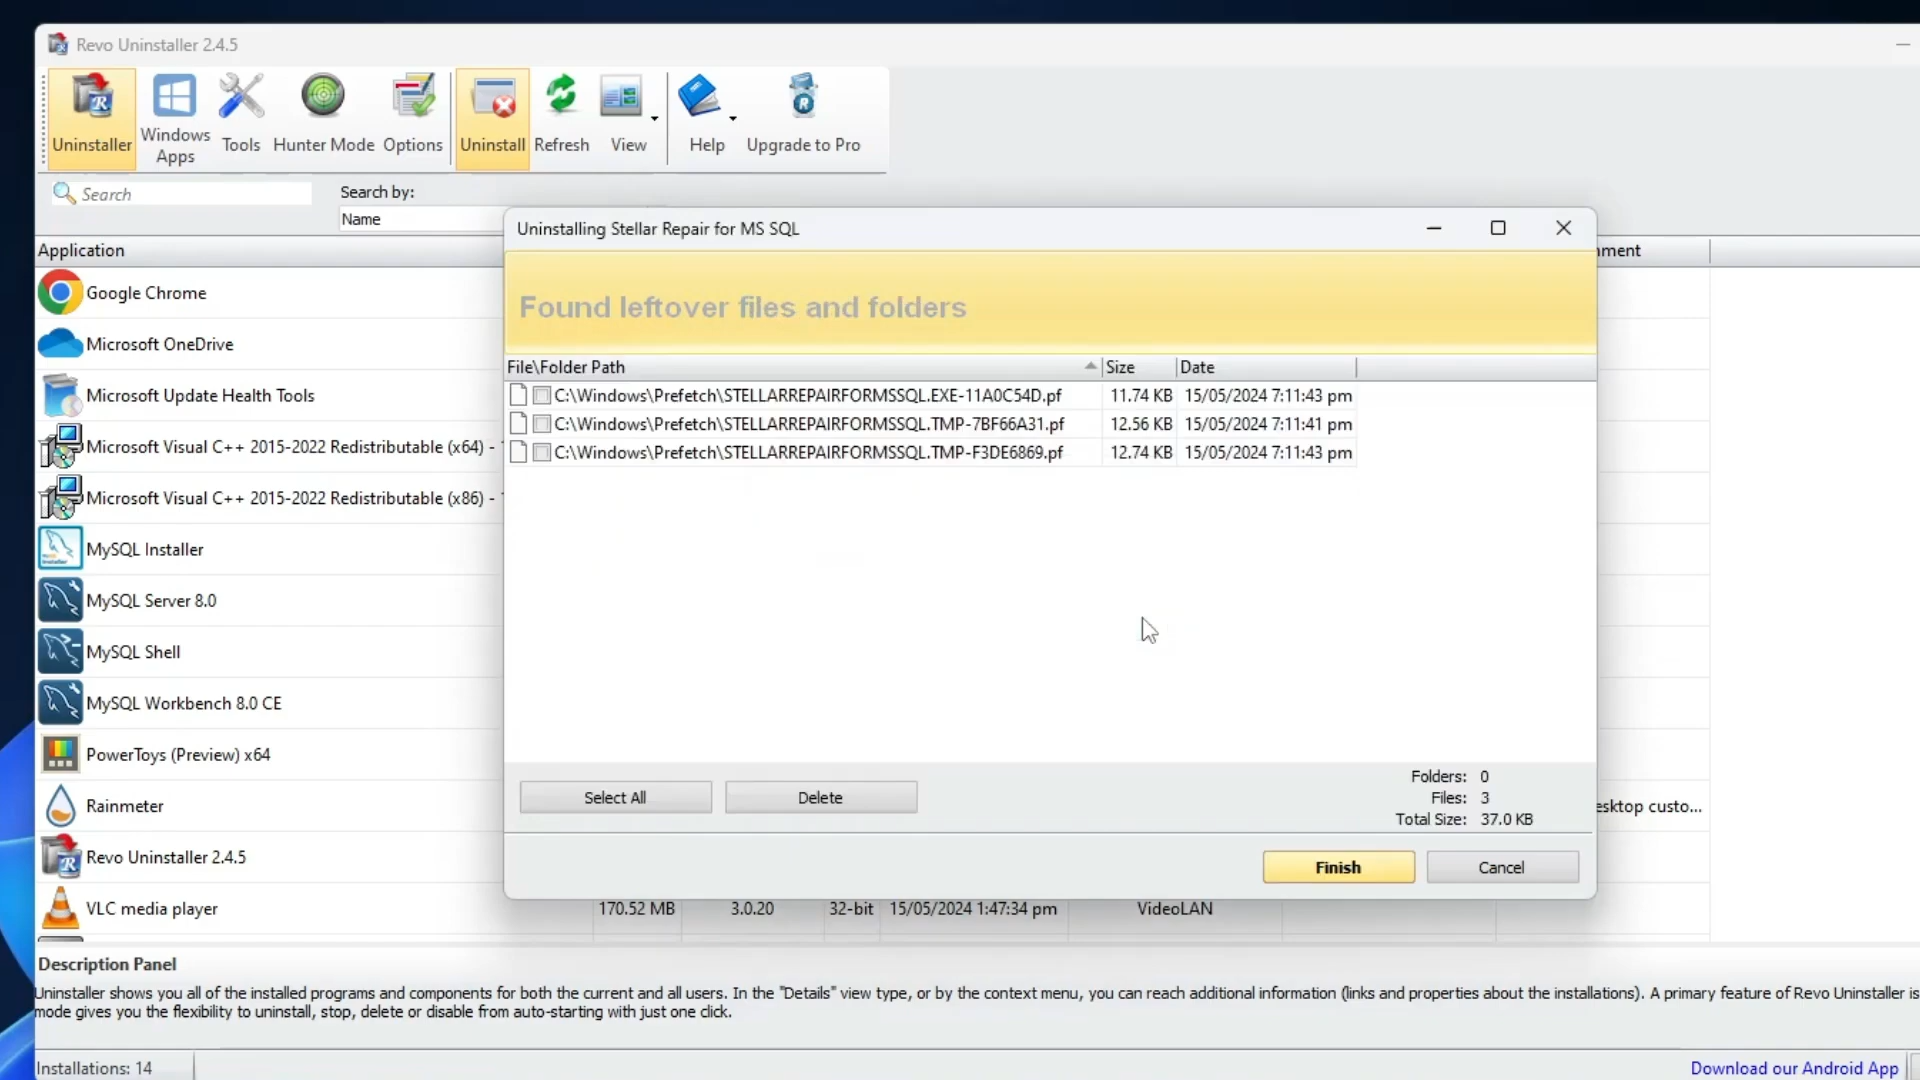 Revo Uninstaller 2.4.5
Uninstaller
Windows Apps
Tools
Hunter Mode
Options
Uninstall
Refresh
View
Help
Upgrade to Pro
Search
Search by:
Name
Application
Google Chrome
Microsoft OneDrive
Microsoft Update Health Tools
Microsoft Visual C++ 2015-2022 Redistributable (x64) -
Microsoft Visual C++ 2015-2022 Redistributable (x86) -
MySQL Installer
MySQL Server 8.0
MySQL Shell
MySQL Workbench 8.0 CE
PowerToys (Preview) x64
Rainmeter
Revo Uninstaller 2.4.5
VLC media player 170.52 MB 3.0.20 32-bit 15/05/2024 1:47:34 pm VideoLAN
Uninstalling Stellar Repair for MS SQL
Found leftover files and folders
File\Folder Path Size Date
C:\Windows\Prefetch\STELLARREPAIRFORMSSQL.EXE-11A0C54D.pf 11.74 KB 15/05/2024 7:11:43 pm
C:\Windows\Prefetch\STELLARREPAIRFORMSSQL.TMP-7BF66A31.pf 12.56 KB 15/05/2024 7:11:41 pm
C:\Windows\Prefetch\STELLARREPAIRFORMSSQL.TMP-F3DE6869.pf 12.74 KB 15/05/2024 7:11:43 pm
Select All
Delete
Folders: 0
Files: 3
Total Size: 37.0 KB
Finish
Cancel
mment
esktop custo...
Description Panel
Uninstaller shows you all of the installed programs and components for both the current and all users. In the "Details" view type, or by the context menu, you can reach additional information (links and properties about the installations). A primary feature of Revo Uninstaller is
mode gives you the flexibility to uninstall, stop, delete or disable from auto-starting with just one click.
Installations: 14
Download our Android App